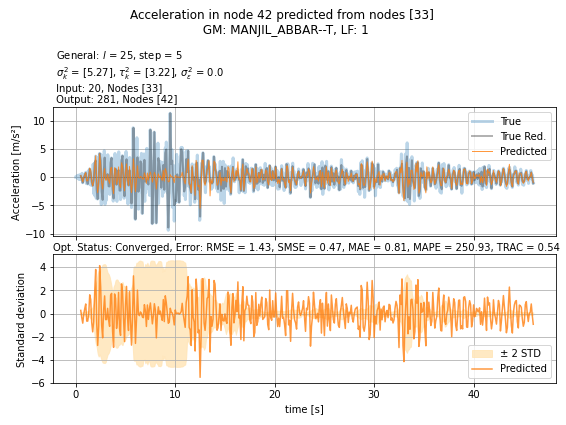 Acceleration in node 42 predicted from nodes [33]
GM: MANJIL_ABBAR--T, LF: 1
General: l = 25, step = 5
σ²ₖ = [5.27], τ²ₖ = [3.22], σ²ε = 0.0
Input: 20, Nodes [33]
Output: 281, Nodes [42]
Acceleration [m/s²]
10
5
0
−5
−10
True
True Red.
Predicted
Opt. Status: Converged, Error: RMSE = 1.43, SMSE = 0.47, MAE = 0.81, MAPE = 250.93, TRAC = 0.54
Standard deviation
4
2
0
−2
−4
−6
± 2 STD
Predicted
0
10
20
30
40
time [s]